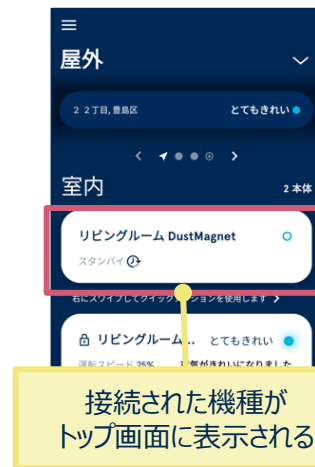 屋外
2 2丁目, 豊島区 とてもきれい
室内 2 本体
リビングルーム DustMagnet
スタンバイ
右にスワイプしてクイックアクションを使用します
リビングルーム... とてもきれい
運転スピード 25% 空気がきれいになりました
接続された機種が
トップ画面に表示される